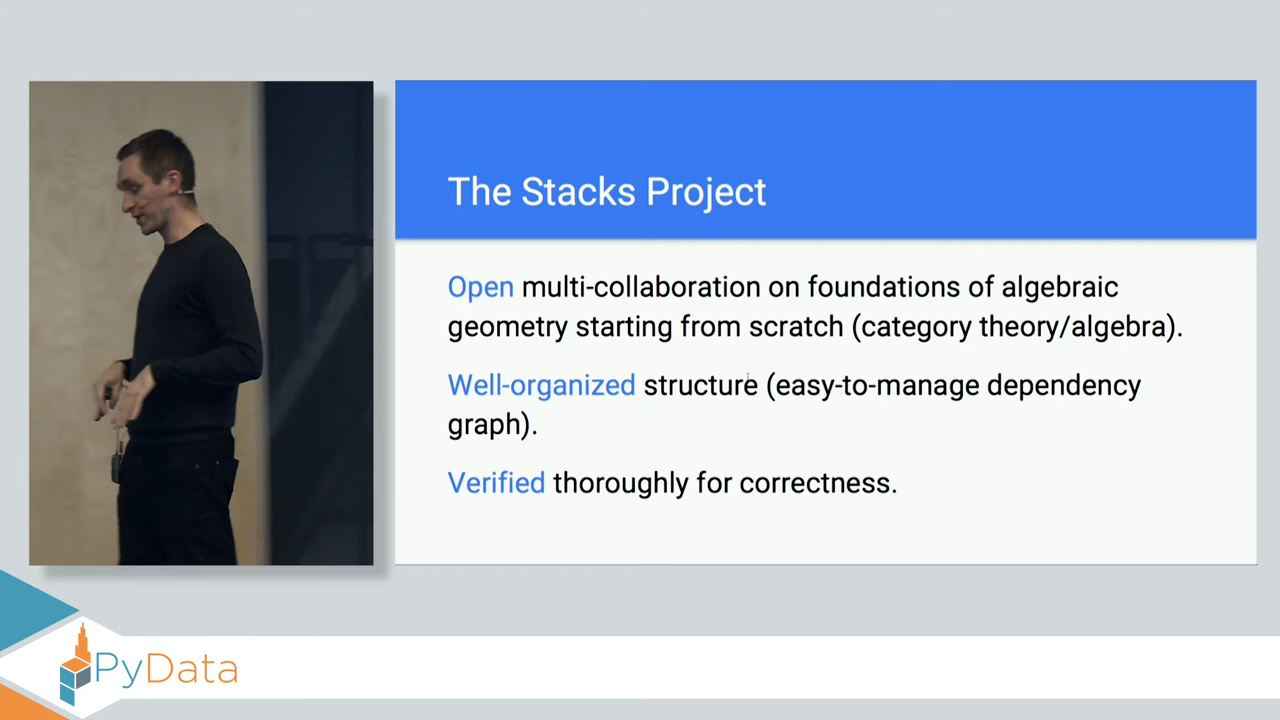 The Stacks Project
Open multi-collaboration on foundations of algebraic
geometry starting from scratch (category theory/algebra).
Well-organized structure (easy-to-manage dependency
graph).
Verified thoroughly for correctness.
PyData